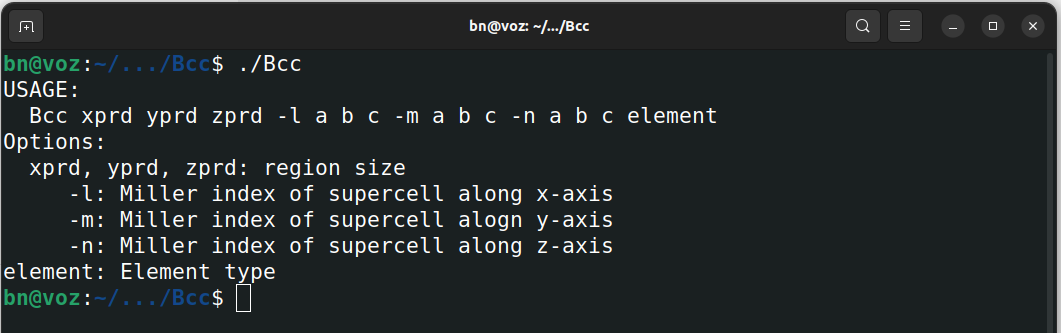 bn@voz: ~/.../Bcc
bn@voz:~/.../Bcc$ ./Bcc
USAGE:
  Bcc xprd yprd zprd -l a b c -m a b c -n a b c element
Options:
  xprd, yprd, zprd: region size
     -l: Miller index of supercell along x-axis
     -m: Miller index of supercell alogn y-axis
     -n: Miller index of supercell along z-axis
element: Element type
bn@voz:~/.../Bcc$